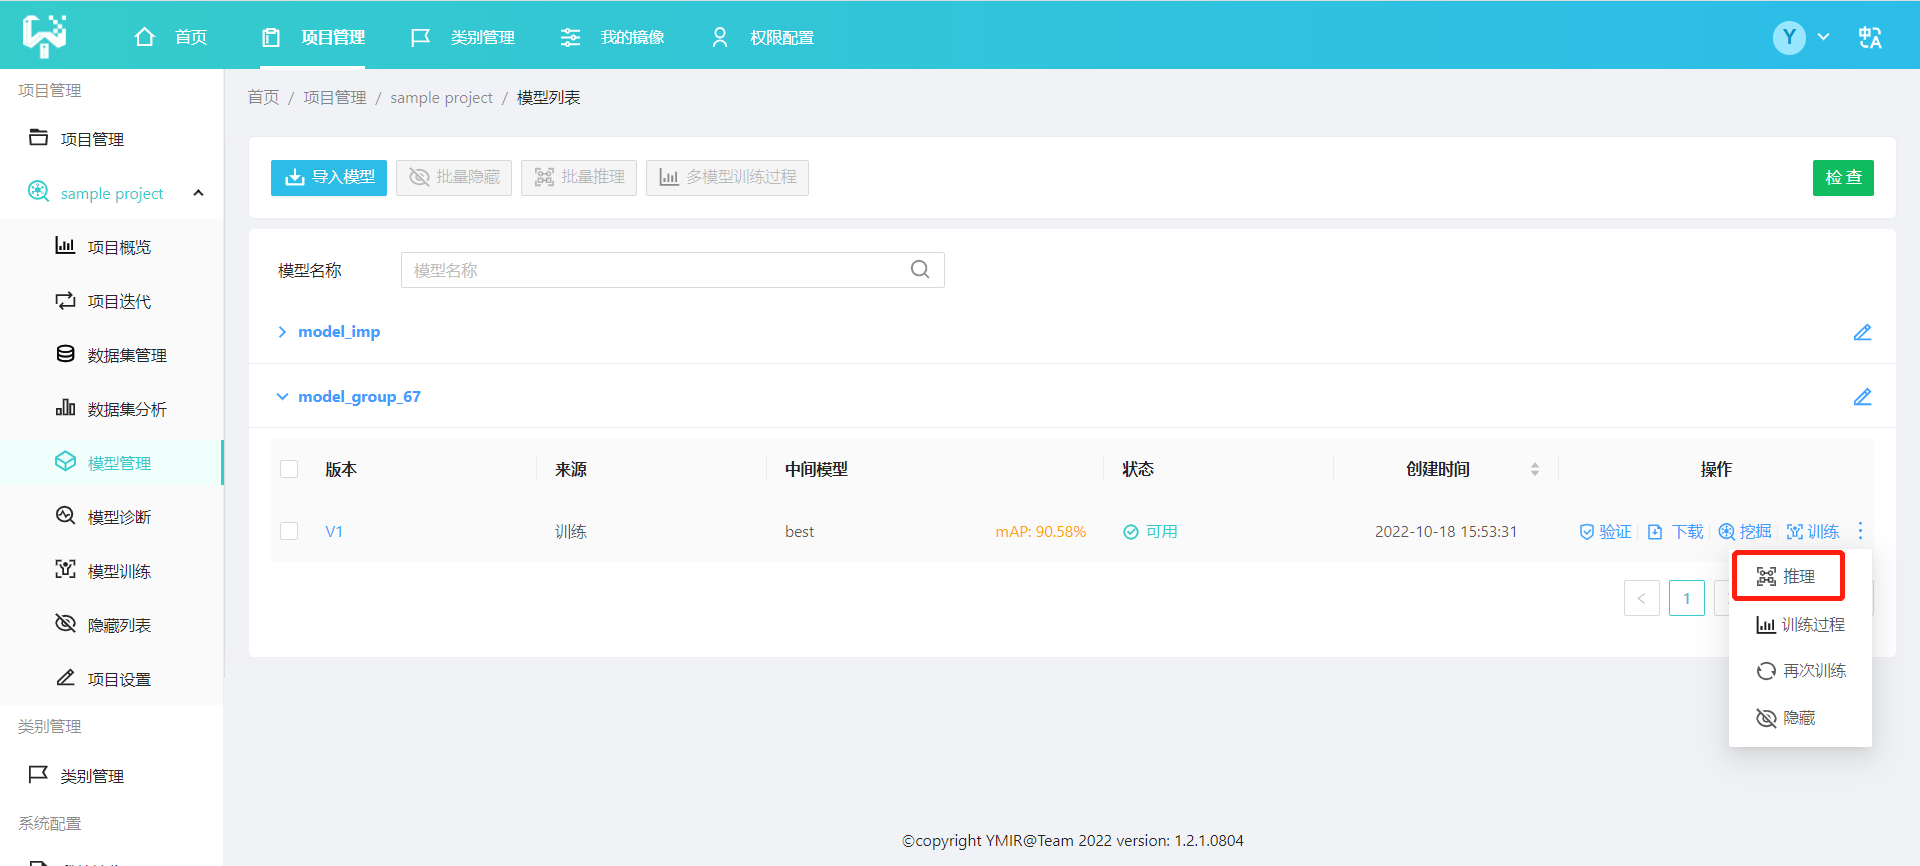 首页
项目管理
类别管理
我的镜像
权限配置
Y
项目管理
项目管理
sample project
项目概览
项目迭代
数据集管理
数据集分析
模型管理
模型诊断
模型训练
隐藏列表
项目设置
类别管理
类别管理
系统配置
首页 / 项目管理 / sample project / 模型列表
导入模型
批量隐藏
批量推理
多模型训练过程
检 查
模型名称
模型名称
model_imp
model_group_67
版本 来源 中间模型 状态 创建时间 操作
V1 训练 best mAP: 90.58% 可用 2022-10-18 15:53:31 验证 下载 挖掘 训练
推理
训练过程
再次训练
隐藏
< 1
©copyright YMIR@Team 2022 version: 1.2.1.0804